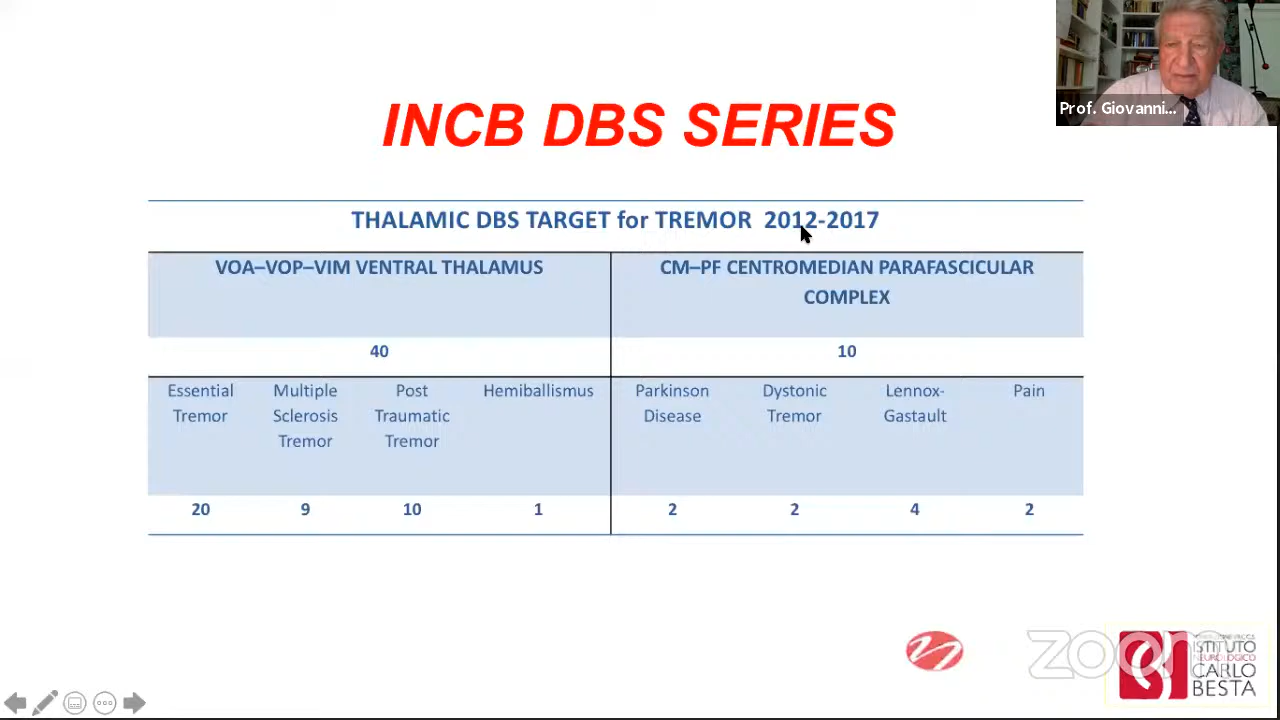 Prof. Giovanni...
INCB DBS SERIES
THALAMIC DBS TARGET for TREMOR 2012-2017
VOA–VOP–VIM VENTRAL THALAMUS
CM–PF CENTROMEDIAN PARAFASCICULAR
COMPLEX
40
10
Essential
Tremor
Multiple
Sclerosis
Tremor
Post
Traumatic
Tremor
Hemiballismus
Parkinson
Disease
Dystonic
Tremor
Lennox-
Gastault
Pain
20
9
10
1
2
2
4
2
zoom
ISTITUTO
NEUROLOGICO
CARLO
BESTA